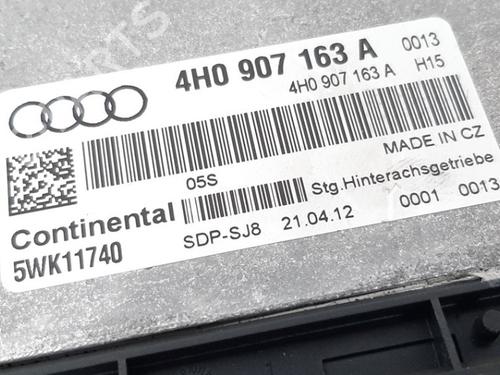 4H0 907 163 A 0013
4H0 907 163 A H15
MADE IN CZ
05S
Stg.Hinterachsgetriebe
Continental SDP-SJ8 21.04.12 0001 0013
5WK11740